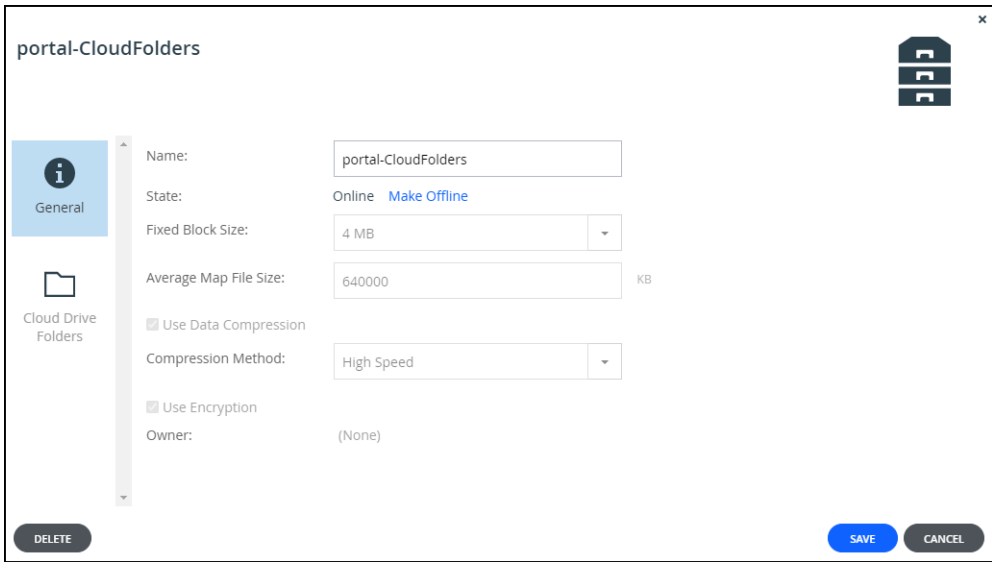 ×
portal-CloudFolders
General
Cloud Drive
Folders
Name: portal-CloudFolders
State: Online Make Offline
Fixed Block Size: 4 MB
Average Map File Size: 640000 KB
Use Data Compression
Compression Method: High Speed
Use Encryption
Owner: (None)
DELETE SAVE CANCEL